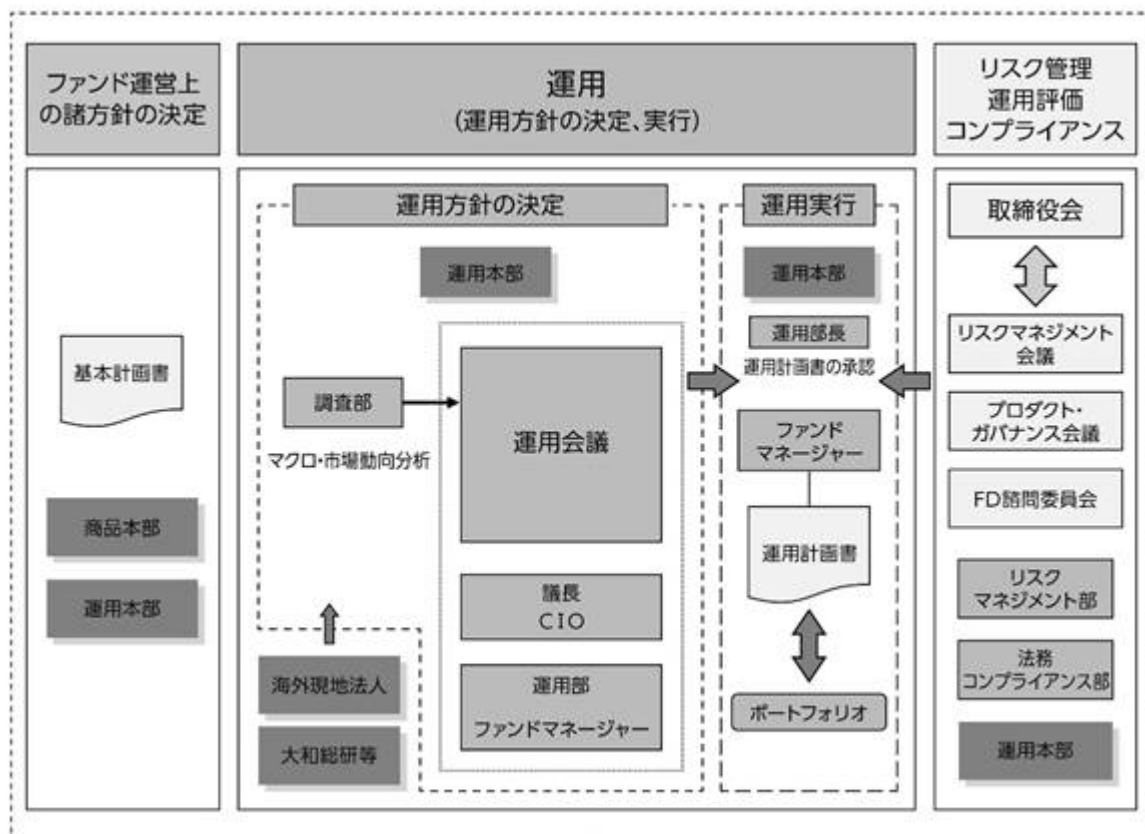 ファンド運営上
の諸方針の決定
運用
(運用方針の決定、実行)
リスク管理
運用評価
コンプライアンス
基本計画書
商品本部
運用本部
運用方針の決定
運用本部
調査部
マクロ・市場動向分析
運用会議
議長
CIO
運用部
ファンドマネージャー
海外現地法人
大和総研等
運用実行
運用本部
運用部長
運用計画書の承認
ファンド
マネージャー
運用計画書
ポートフォリオ
取締役会
リスクマネジメント
会議
プロダクト・
ガバナンス会議
FD諮問委員会
リスク
マネジメント部
法務
コンプライアンス部
運用本部